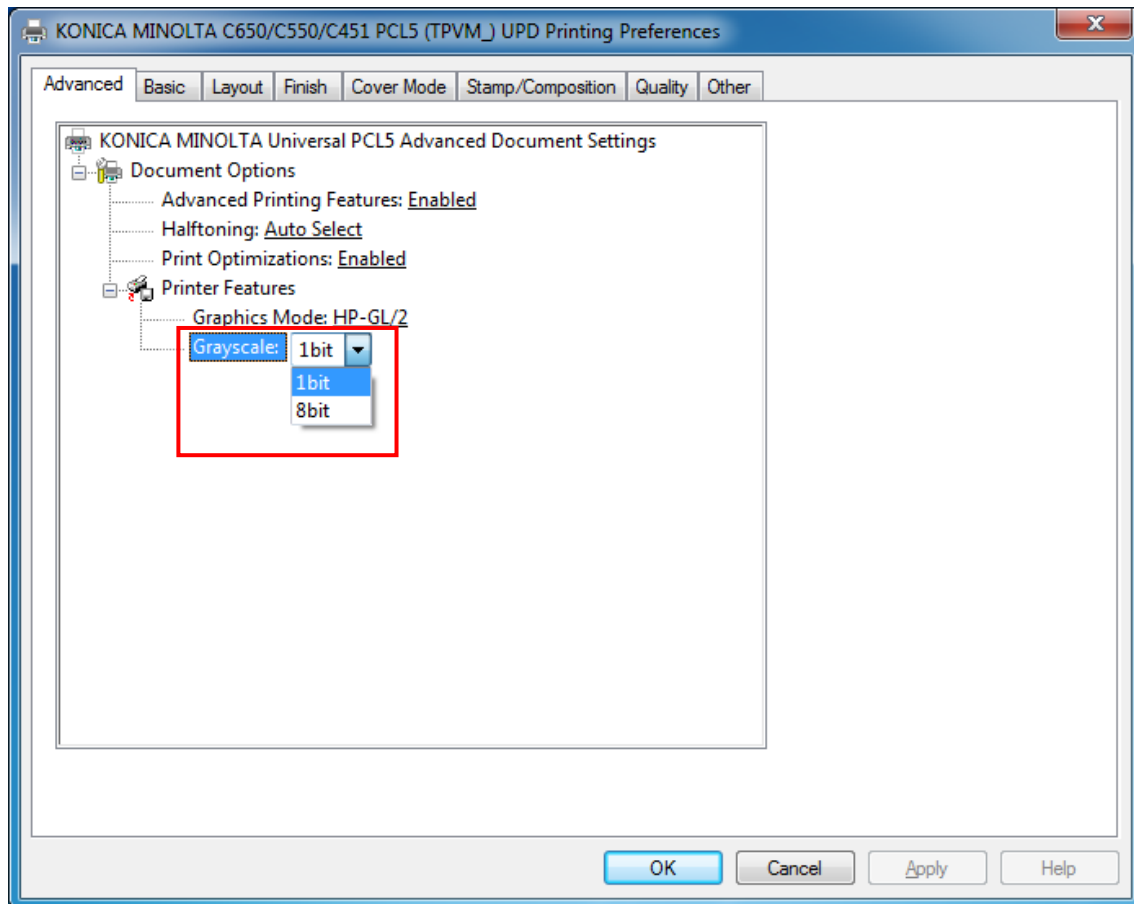 KONICA MINOLTA C650/C550/C451 PCL5 (TPVM_) UPD Printing Preferences
Advanced Basic Layout Finish Cover Mode Stamp/Composition Quality Other
KONICA MINOLTA Universal PCL5 Advanced Document Settings
Document Options
Advanced Printing Features: Enabled
Halftoning: Auto Select
Print Optimizations: Enabled
Printer Features
Graphics Mode: HP-GL/2
Grayscale: 1bit
1bit
8bit
OK Cancel Apply Help